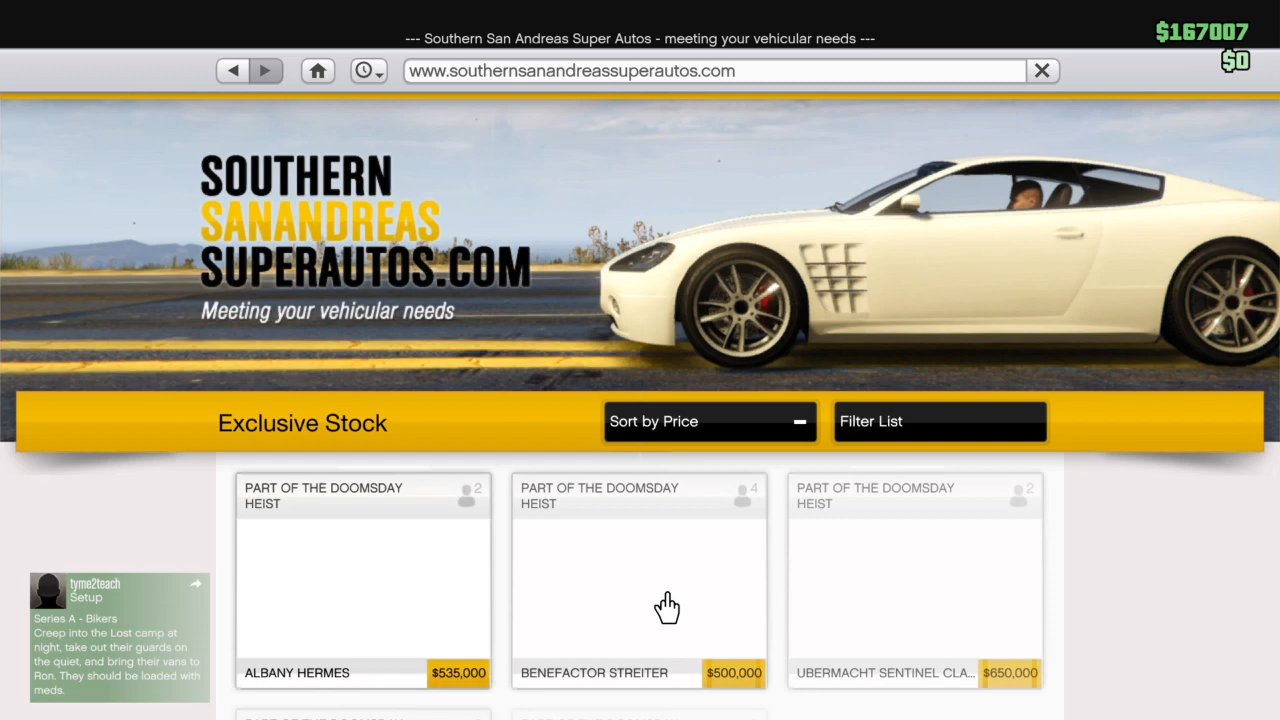 --- Southern San Andreas Super Autos - meeting your vehicular needs ---
$167007
$0
www.southernsanandreassuperautos.com
SOUTHERN
SANANDREAS
SUPERAUTOS.COM
Meeting your vehicular needs
Exclusive Stock
Sort by Price
Filter List
PART OF THE DOOMSDAY
HEIST
2
PART OF THE DOOMSDAY
HEIST
4
PART OF THE DOOMSDAY
HEIST
2
ALBANY HERMES
$535,000
BENEFACTOR STREITER
$500,000
UBERMACHT SENTINEL CLA...
$650,000
tyme2teach
Setup
Series A - Bikers
Creep into the Lost camp at
night, take out their guards on
the quiet, and bring their vans to
Ron. They should be loaded with
meds.